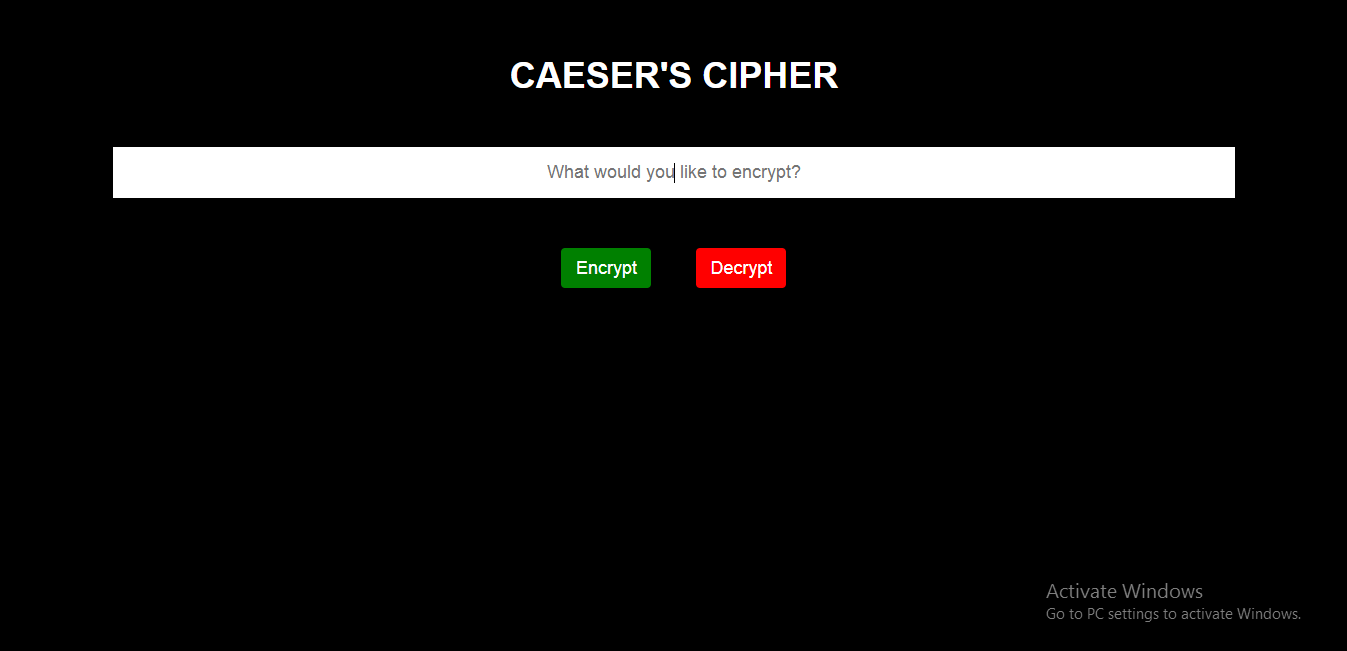 CAESER'S CIPHER
What would you like to encrypt?
Encrypt Decrypt
Activate Windows
Go to PC settings to activate Windows.